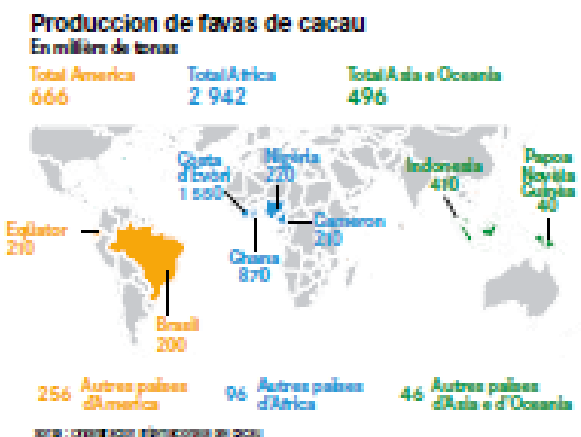 Produccion de favas de cacau
En milièrs de tonas
Total America
666
Total Africa
2 942
Total Asia e Oceania
496
Costa
d'Evòri
1 550
Nigèria
220
Indonesia
410
Papoa
Novèla
Guinèa
40
Eqüator
210
Cameron
210
Ghana
870
Brasil
200
256 Autres païses
d'America
96 Autres païses
d'Africa
46 Autres païses
d'Asia e d'Oceania